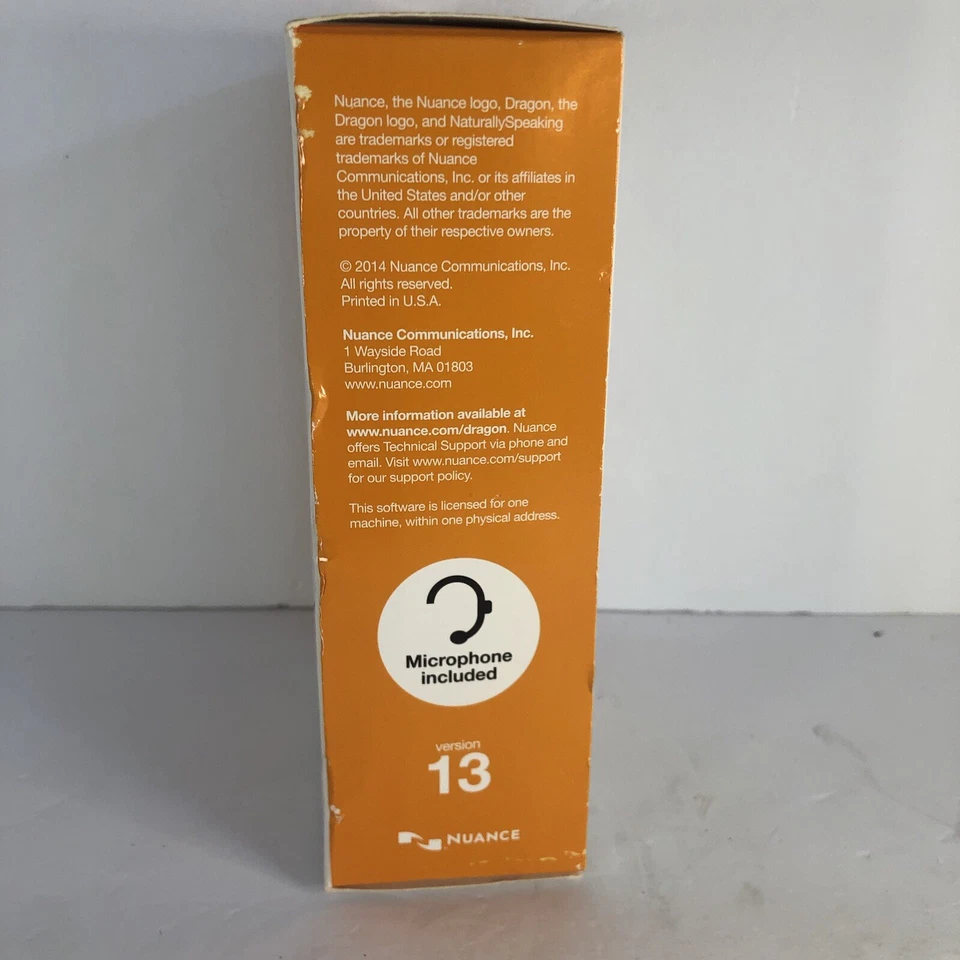 Nuance, the Nuance logo, Dragon, the
Dragon logo, and NaturallySpeaking
are trademarks or registered
trademarks of Nuance
Communications, Inc. or its affiliates in
the United States and/or other
countries. All other trademarks are the
property of their respective owners.
© 2014 Nuance Communications, Inc.
All rights reserved.
Printed in U.S.A.
Nuance Communications, Inc.
1 Wayside Road
Burlington, MA 01803
www.nuance.com
More information available at
www.nuance.com/dragon. Nuance
offers Technical Support via phone and
email. Visit www.nuance.com/support
for our support policy.
This software is licensed for one
machine, within one physical address.
Microphone
included
version
13
NUANCE